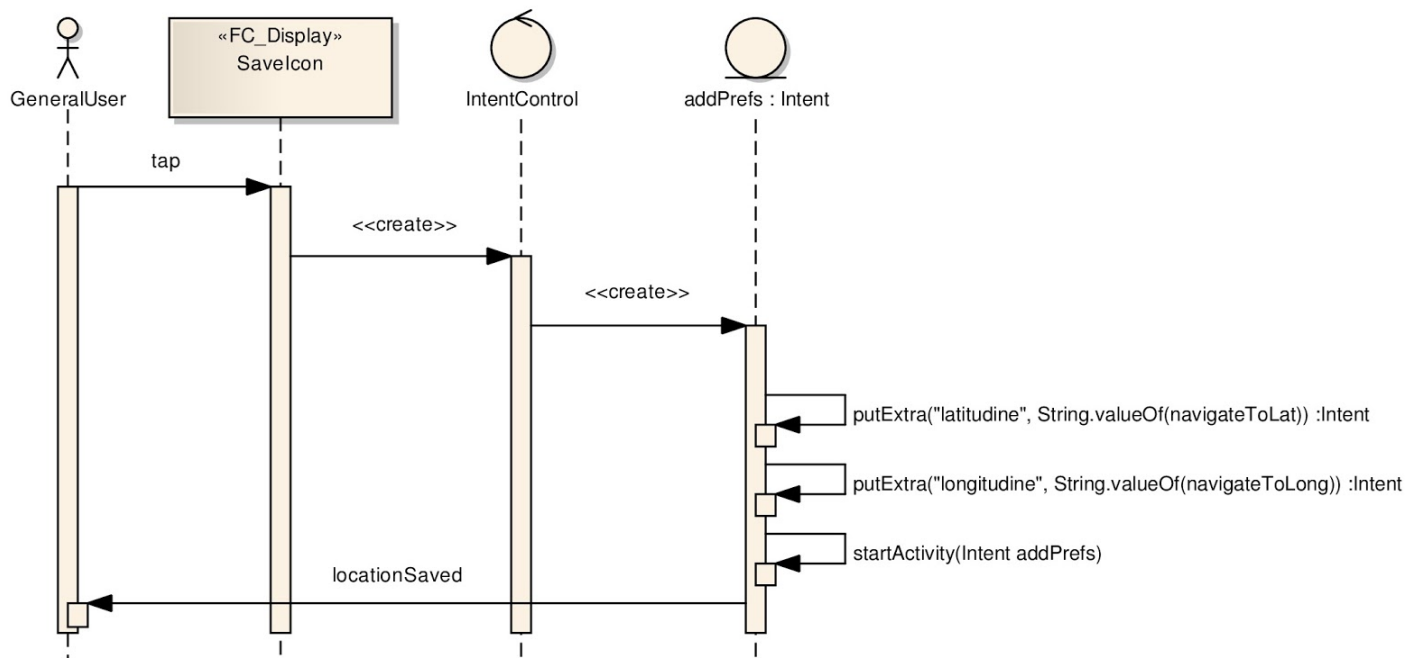 «FC_Display»
SaveIcon
GeneralUser
IntentControl
addPrefs : Intent
tap
<<create>>
<<create>>
putExtra("latitudine", String.valueOf(navigateToLat)) :Intent
putExtra("longitudine", String.valueOf(navigateToLong)) :Intent
startActivity(Intent addPrefs)
locationSaved